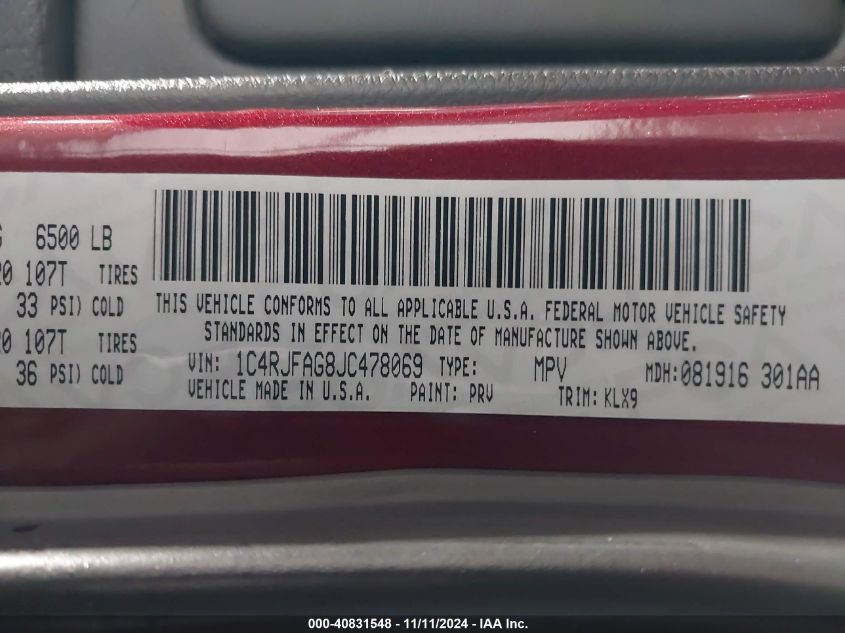 G 6500 LB
20 107T TIRES
33 PSI) COLD
20 107T TIRES
36 PSI) COLD
THIS VEHICLE CONFORMS TO ALL APPLICABLE U.S.A. FEDERAL MOTOR VEHICLE SAFETY
STANDARDS IN EFFECT ON THE DATE OF MANUFACTURE SHOWN ABOVE.
VIN: 1C4RJFAG8JC478069 TYPE: MPV MDH:081916 301AA
VEHICLE MADE IN U.S.A. PAINT: PRV TRIM: KLX9
000-40831548 - 11/11/2024 - IAA Inc.